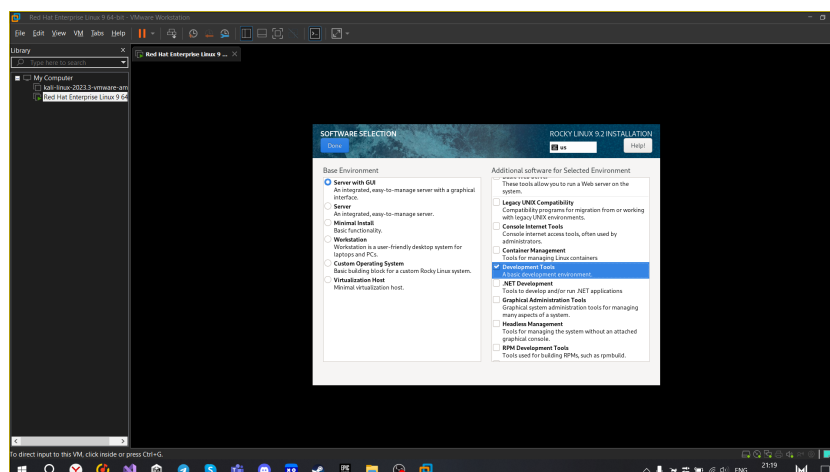 Red Hat Enterprise Linux 9 64-bit - VMware Workstation
File Edit View VM Tabs Help
Library
Type here to search
My Computer
kali-linux-2023.3-vmware-am
Red Hat Enterprise Linux 9 64
Red Hat Enterprise Linux 9 ...
SOFTWARE SELECTION
Done
ROCKY LINUX 9.2 INSTALLATION
us
Help!
Base Environment
Server with GUI
An integrated, easy-to-manage server with a graphical
interface.
Server
An integrated, easy-to-manage server.
Minimal Install
Basic functionality.
Workstation
Workstation is a user-friendly desktop system for
laptops and PCs.
Custom Operating System
Basic building block for a custom Rocky Linux system.
Virtualization Host
Minimal virtualization host.
Additional software for Selected Environment
These tools allow you to run a Web server on the
system.
Legacy UNIX Compatibility
Compatibility programs for migration from or working
with legacy UNIX environments.
Console Internet Tools
Console internet access tools, often used by
administrators.
Container Management
Tools for managing Linux containers
Development Tools
A basic development environment.
.NET Development
Tools to develop and/or run .NET applications
Graphical Administration Tools
Graphical system administration tools for managing
many aspects of a system.
Headless Management
Tools for managing the system without an attached
graphical console.
RPM Development Tools
Tools used for building RPMs, such as rpmbuild.
To direct input to this VM, click inside or press Ctrl+G.
EPIC
ENG
21:19